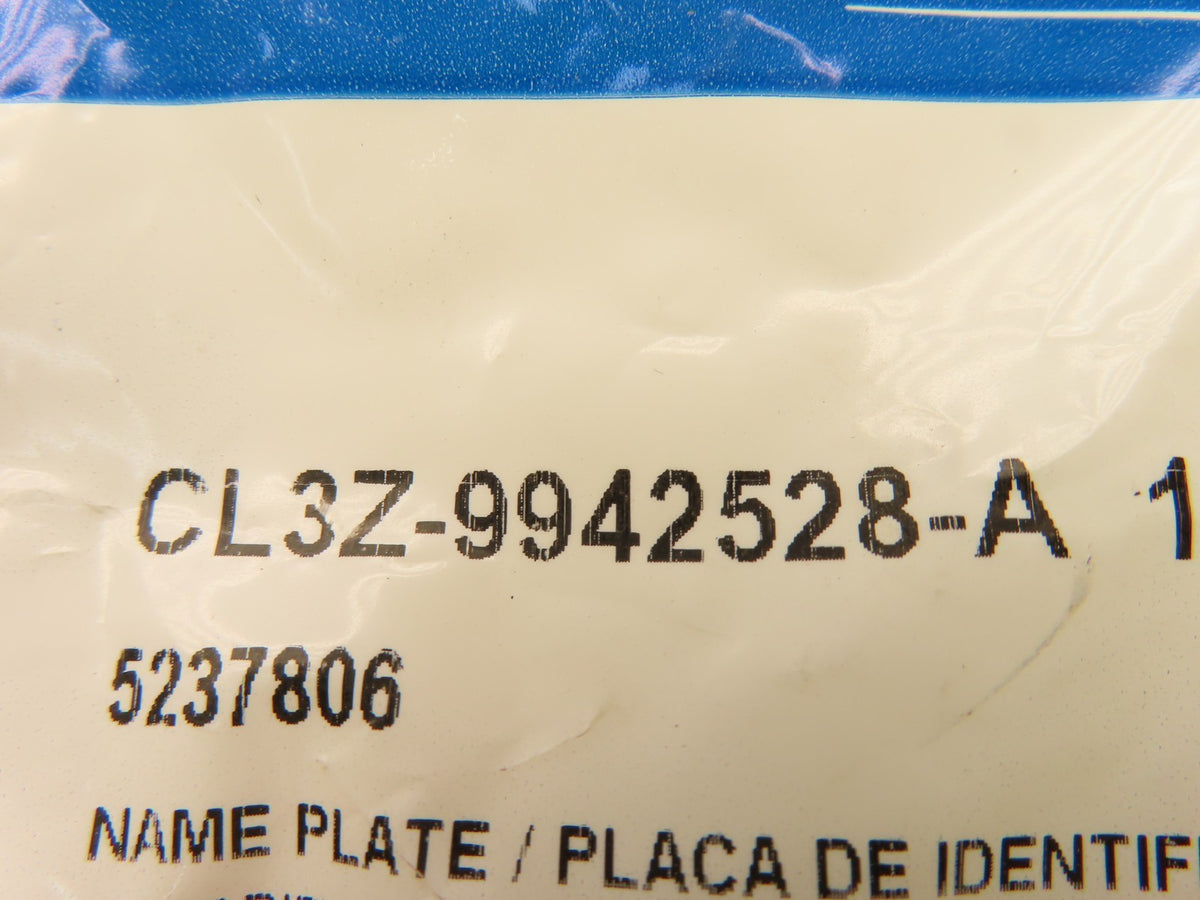 CL3Z-9942528-A 1
5237806
NAME PLATE / PLACA DE IDENTIF